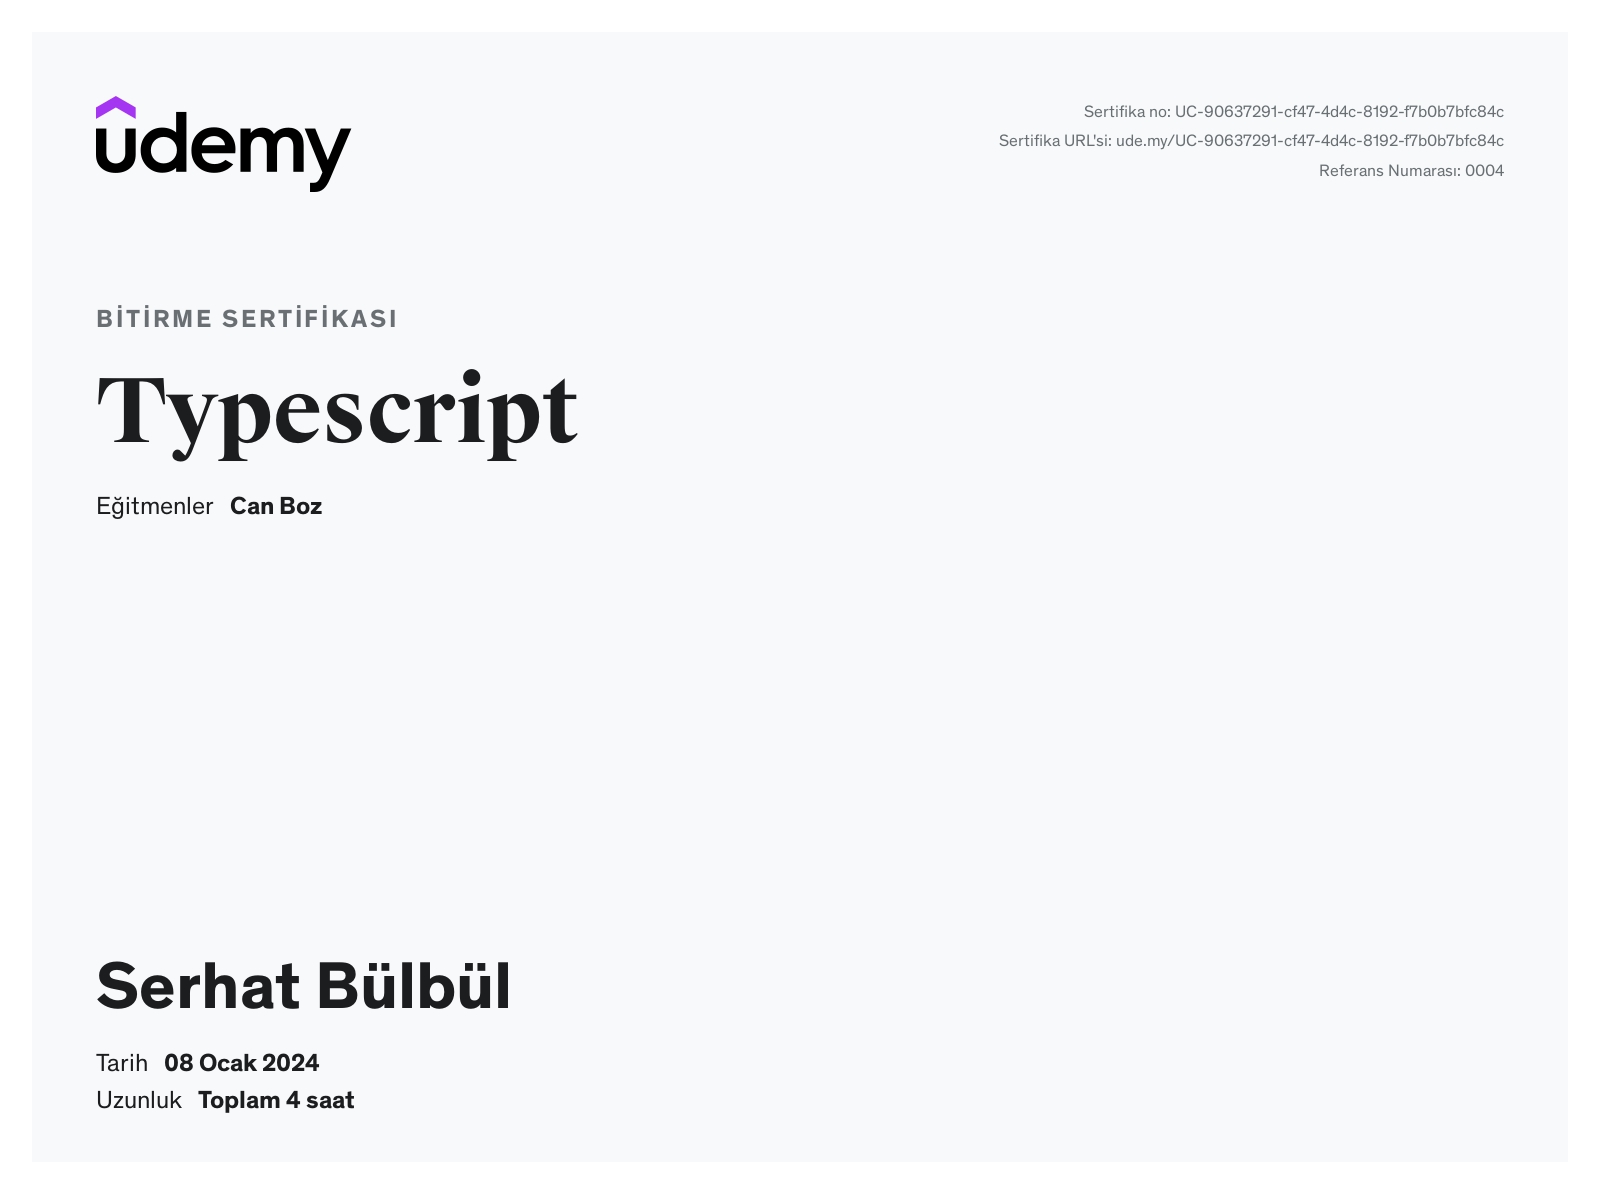 udemy
Sertifika no: UC-90637291-cf47-4d4c-8192-f7b0b7bfc84c
Sertifika URL'si: ude.my/UC-90637291-cf47-4d4c-8192-f7b0b7bfc84c
Referans Numarası: 0004
BİTİRME SERTİFİKASI
Typescript
Eğitmenler Can Boz
Serhat Bülbül
Tarih 08 Ocak 2024
Uzunluk Toplam 4 saat